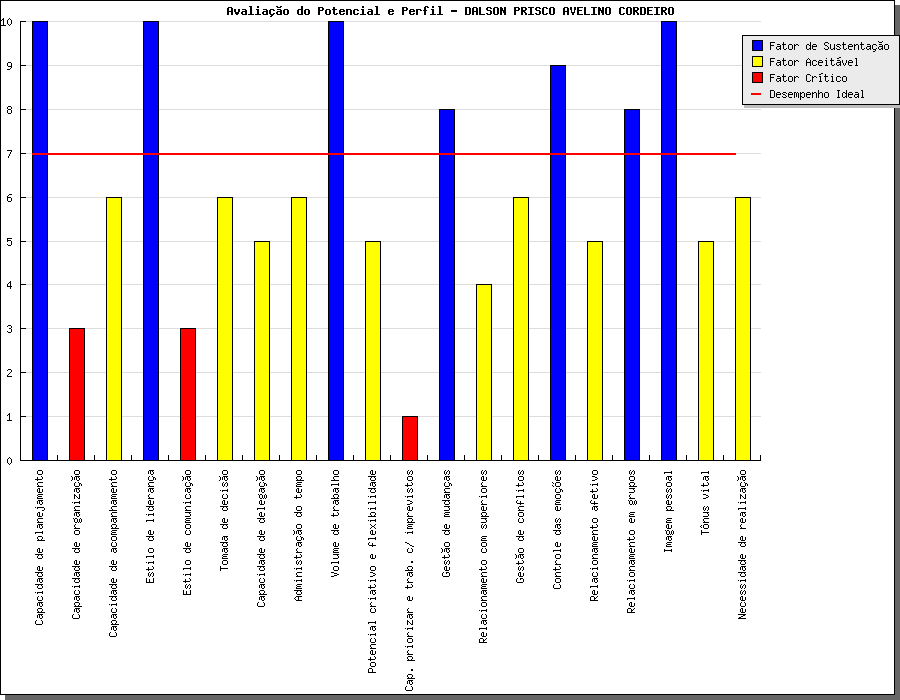 Avaliação do Potencial e Perfil - DALSON PRISCO AVELINO CORDEIRO
Fator de Sustentação
Fator Aceitável
Fator Crítico
Desempenho Ideal
10
9
8
7
6
5
4
3
2
1
0
Capacidade de planejamento
Capacidade de organização
Capacidade de acompanhamento
Estilo de liderança
Estilo de comunicação
Tomada de decisão
Capacidade de delegação
Administração do tempo
Volume de trabalho
Potencial criativo e flexibilidade
Cap. priorizar e trab. c/ imprevistos
Gestão de mudanças
Relacionamento com superiores
Gestão de conflitos
Controle das emoções
Relacionamento afetivo
Relacionamento em grupos
Imagem pessoal
Tônus vital
Necessidade de realização